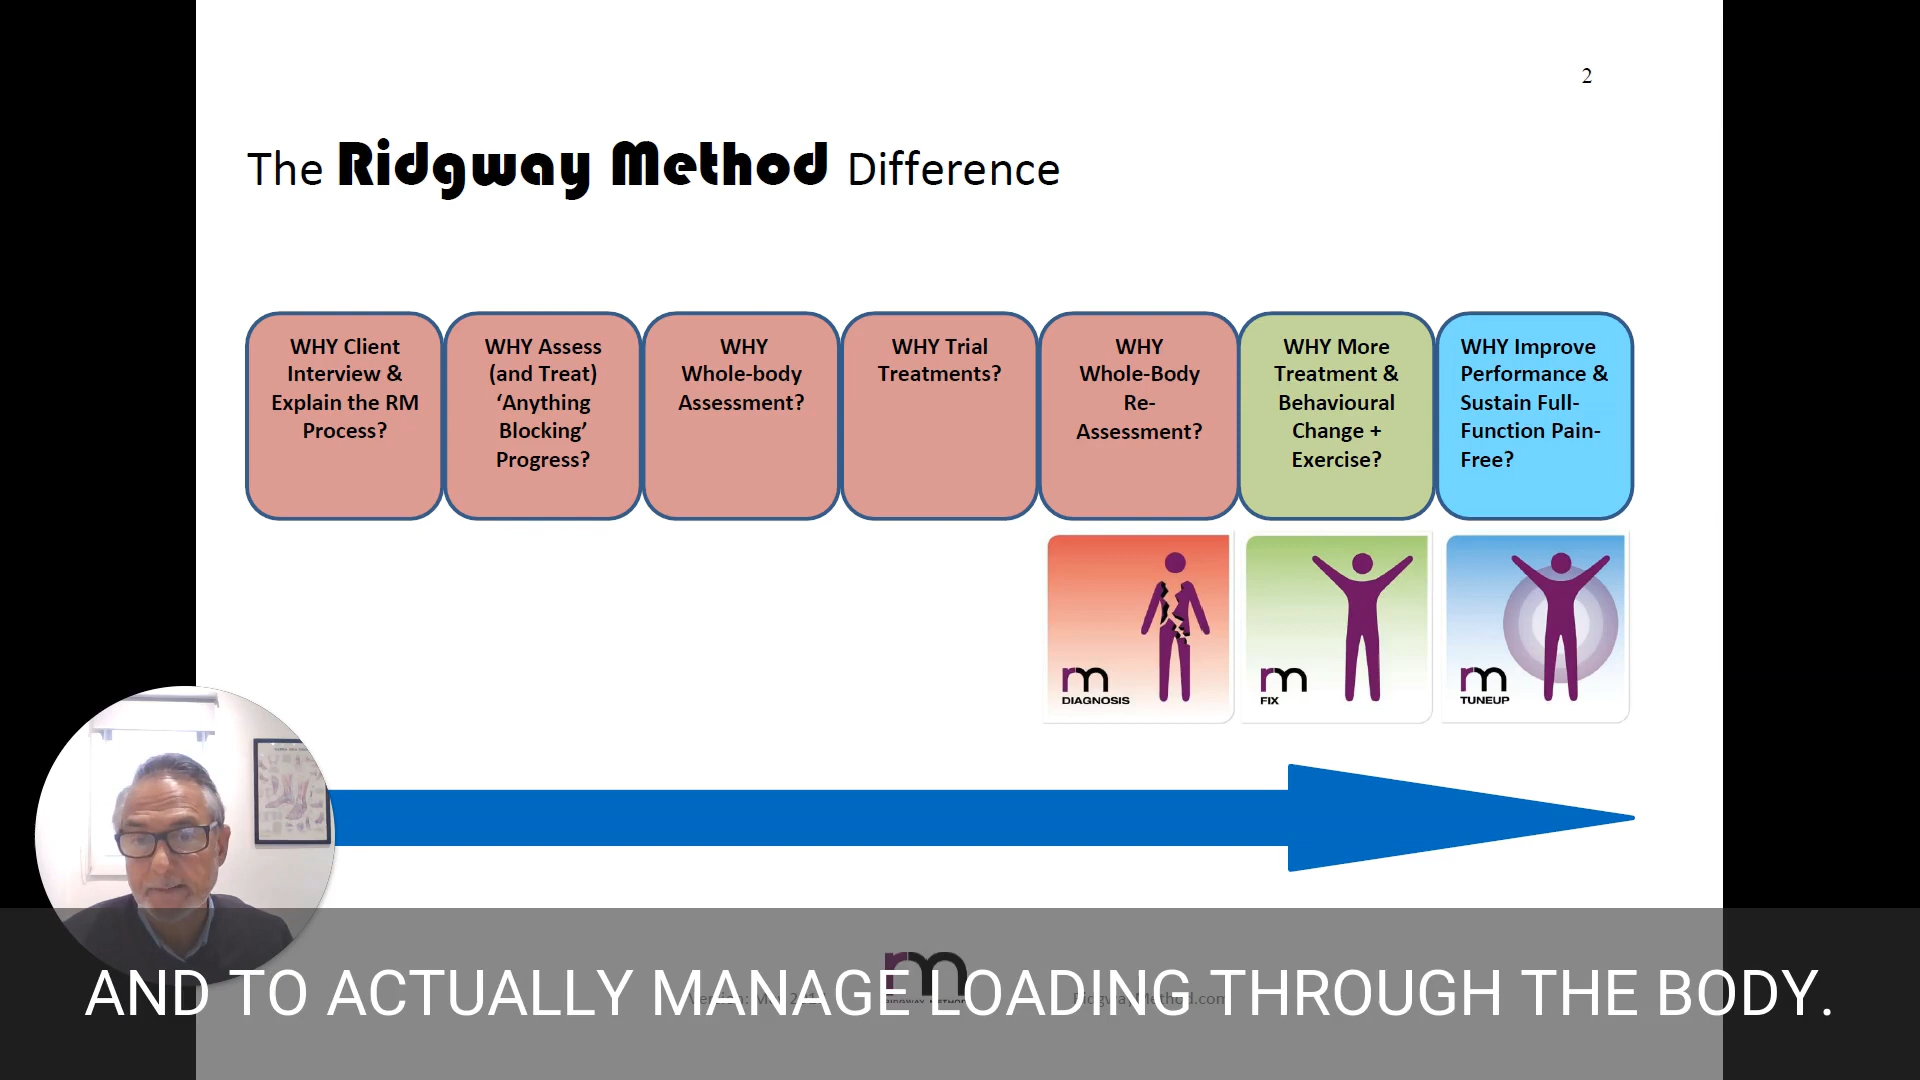 2
The Ridgway Method Difference
WHY Client
Interview &
Explain the RM
Process?
WHY Assess
(and Treat)
‘Anything
Blocking’
Progress?
WHY
Whole-body
Assessment?
WHY Trial
Treatments?
WHY
Whole-Body
Re-
Assessment?
WHY More
Treatment &
Behavioural
Change +
Exercise?
WHY Improve
Performance &
Sustain Full-
Function Pain-
Free?
rm
DIAGNOSIS
rm
FIX
rm
TUNEUP
rm
RidgwayMethod.com
AND TO ACTUALLY MANAGE LOADING THROUGH THE BODY.